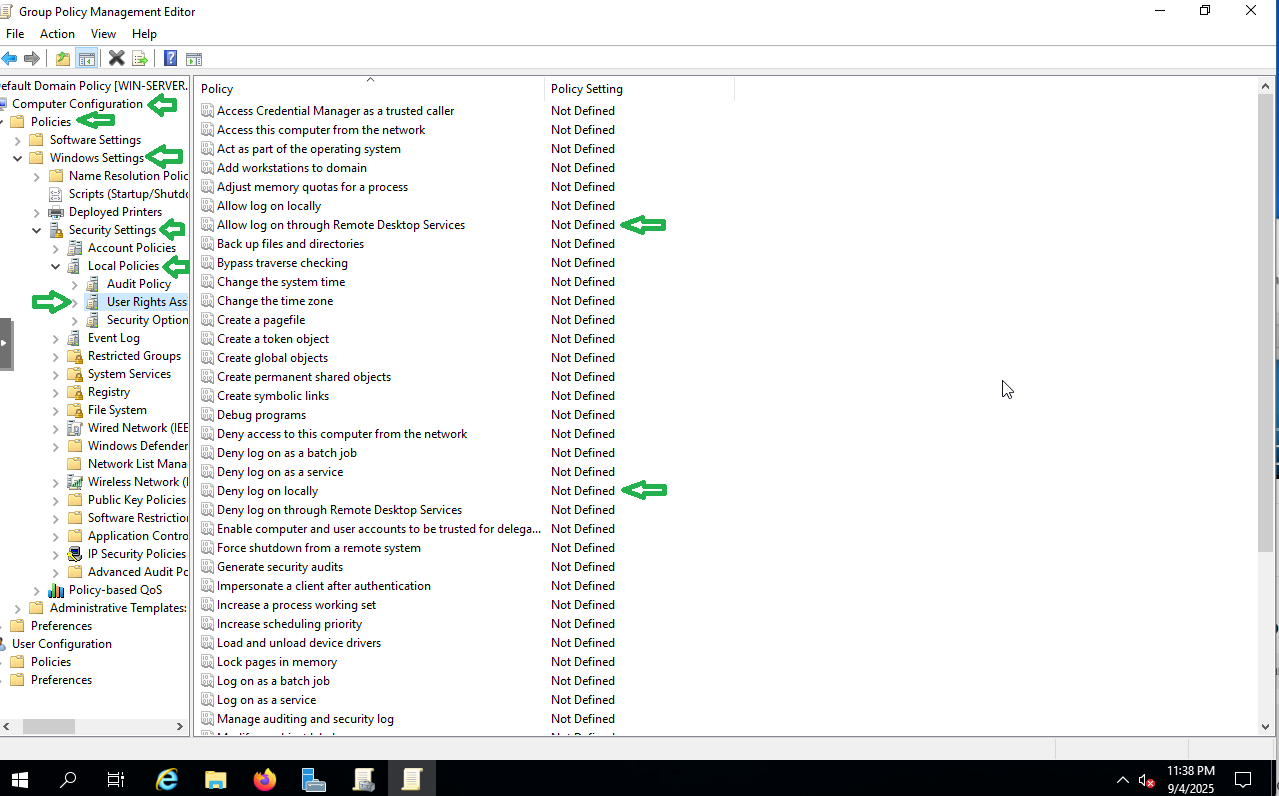 Group Policy Management Editor
File Action View Help
efault Domain Policy [WIN-SERVER.
Computer Configuration
Policies
Software Settings
Windows Settings
Name Resolution Polic
Scripts (Startup/Shutdo
Deployed Printers
Security Settings
Account Policies
Local Policies
Audit Policy
User Rights Ass
Security Option
Event Log
Restricted Groups
System Services
Registry
File System
Wired Network (IEE
Windows Defender
Network List Mana
Wireless Network (I
Public Key Policies
Software Restriction
Application Contro
IP Security Policies
Advanced Audit Po
Policy-based QoS
Administrative Templates:
Preferences
User Configuration
Policies
Preferences
Policy Policy Setting
Access Credential Manager as a trusted caller Not Defined
Access this computer from the network Not Defined
Act as part of the operating system Not Defined
Add workstations to domain Not Defined
Adjust memory quotas for a process Not Defined
Allow log on locally Not Defined
Allow log on through Remote Desktop Services Not Defined
Back up files and directories Not Defined
Bypass traverse checking Not Defined
Change the system time Not Defined
Change the time zone Not Defined
Create a pagefile Not Defined
Create a token object Not Defined
Create global objects Not Defined
Create permanent shared objects Not Defined
Create symbolic links Not Defined
Debug programs Not Defined
Deny access to this computer from the network Not Defined
Deny log on as a batch job Not Defined
Deny log on as a service Not Defined
Deny log on locally Not Defined
Deny log on through Remote Desktop Services Not Defined
Enable computer and user accounts to be trusted for delega... Not Defined
Force shutdown from a remote system Not Defined
Generate security audits Not Defined
Impersonate a client after authentication Not Defined
Increase a process working set Not Defined
Increase scheduling priority Not Defined
Load and unload device drivers Not Defined
Lock pages in memory Not Defined
Log on as a batch job Not Defined
Log on as a service Not Defined
Manage auditing and security log Not Defined
11:38 PM
9/4/2025